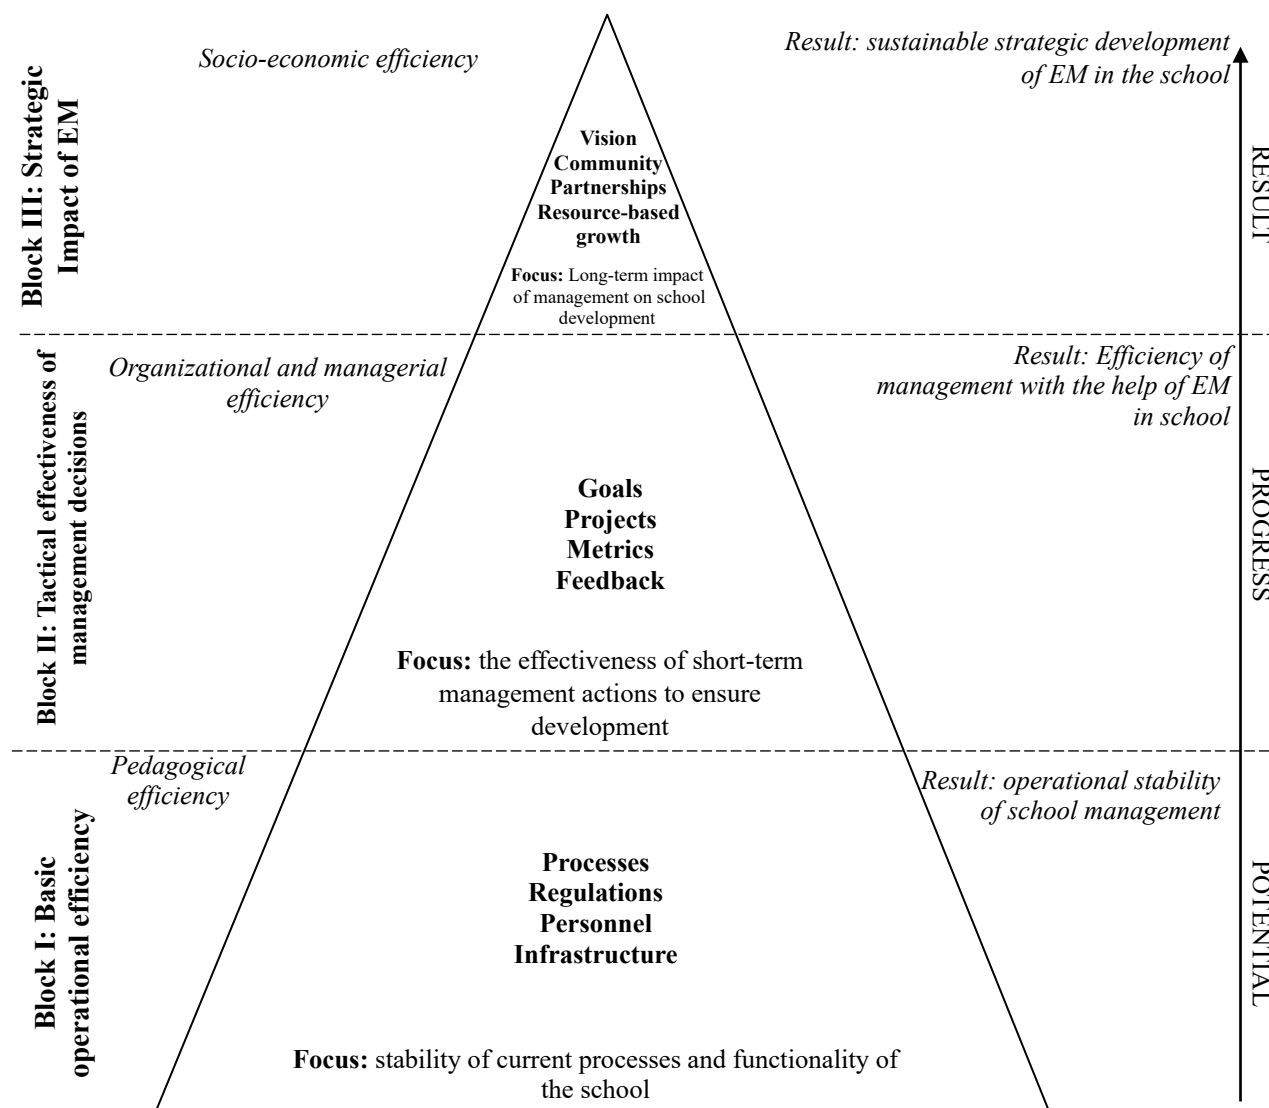 Block III: Strategic
Impact of EM
Socio-economic efficiency
Vision
Community
Partnerships
Resource-based
growth
Focus: Long-term impact
of management on school
development
Result: sustainable strategic development
of EM in the school
RESULT
Block II: Tactical effectiveness of
management decisions
Organizational and managerial
efficiency
Goals
Projects
Metrics
Feedback
Focus: the effectiveness of short-term
management actions to ensure
development
Result: Efficiency of
management with the help of EM
in school
PROGRESS
Block I: Basic
operational efficiency
Pedagogical
efficiency
Processes
Regulations
Personnel
Infrastructure
Focus: stability of current processes and functionality of
the school
Result: operational stability
of school management
POTENTIAL